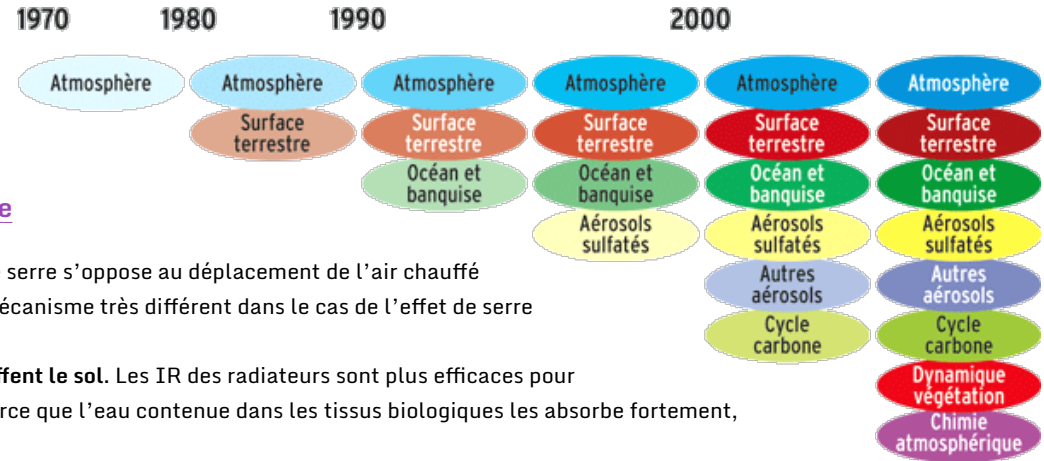 1970 1980 1990 2000
Atmosphère Atmosphère Atmosphère Atmosphère Atmosphère Atmosphère
Surface terrestre Surface terrestre Surface terrestre Surface terrestre Surface terrestre
Océan et banquise Océan et banquise Océan et banquise Océan et banquise
Aérosols sulfatés Aérosols sulfatés Aérosols sulfatés
Autres aérosols Autres aérosols
Cycle carbone Cycle carbone
Dynamique végétation
Chimie atmosphérique
e
serre s’oppose au déplacement de l’air chauffé
écanisme très différent dans le cas de l’effet de serre
ffent le sol. Les IR des radiateurs sont plus efficaces pour
rce que l’eau contenue dans les tissus biologiques les absorbe fortement,